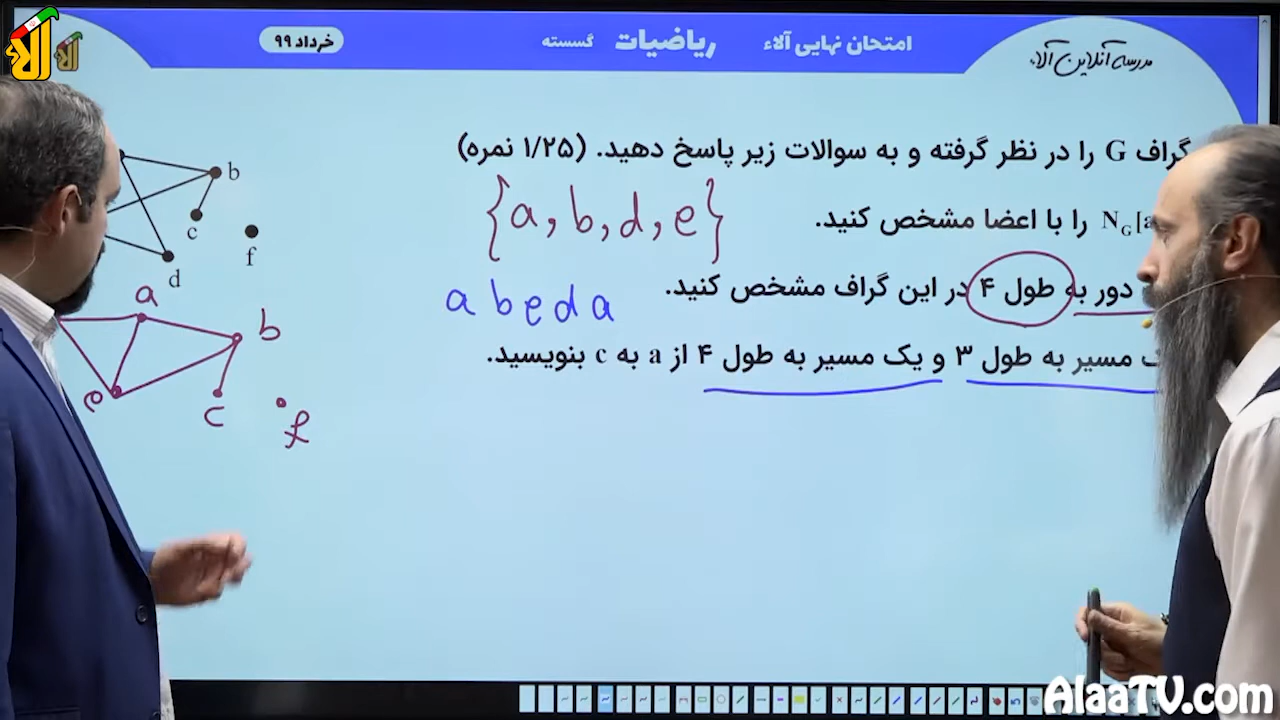 مدرسه آنلاین آلاء
امتحان نهایی آلاء ریاضیات گسسته
خرداد ۹۹
گراف G را در نظر گرفته و به سوالات زیر پاسخ دهید. (۱/۲۵ نمره)
N_G[a را با اعضا مشخص کنید.
{a, b, d, e}
دور به طول ۴ در این گراف مشخص کنید.
a b e d a
مسیر به طول ۳ و یک مسیر به طول ۴ از a به c بنویسید.
b
c
d
f
a
b
e
c
f
AlaaTV.com